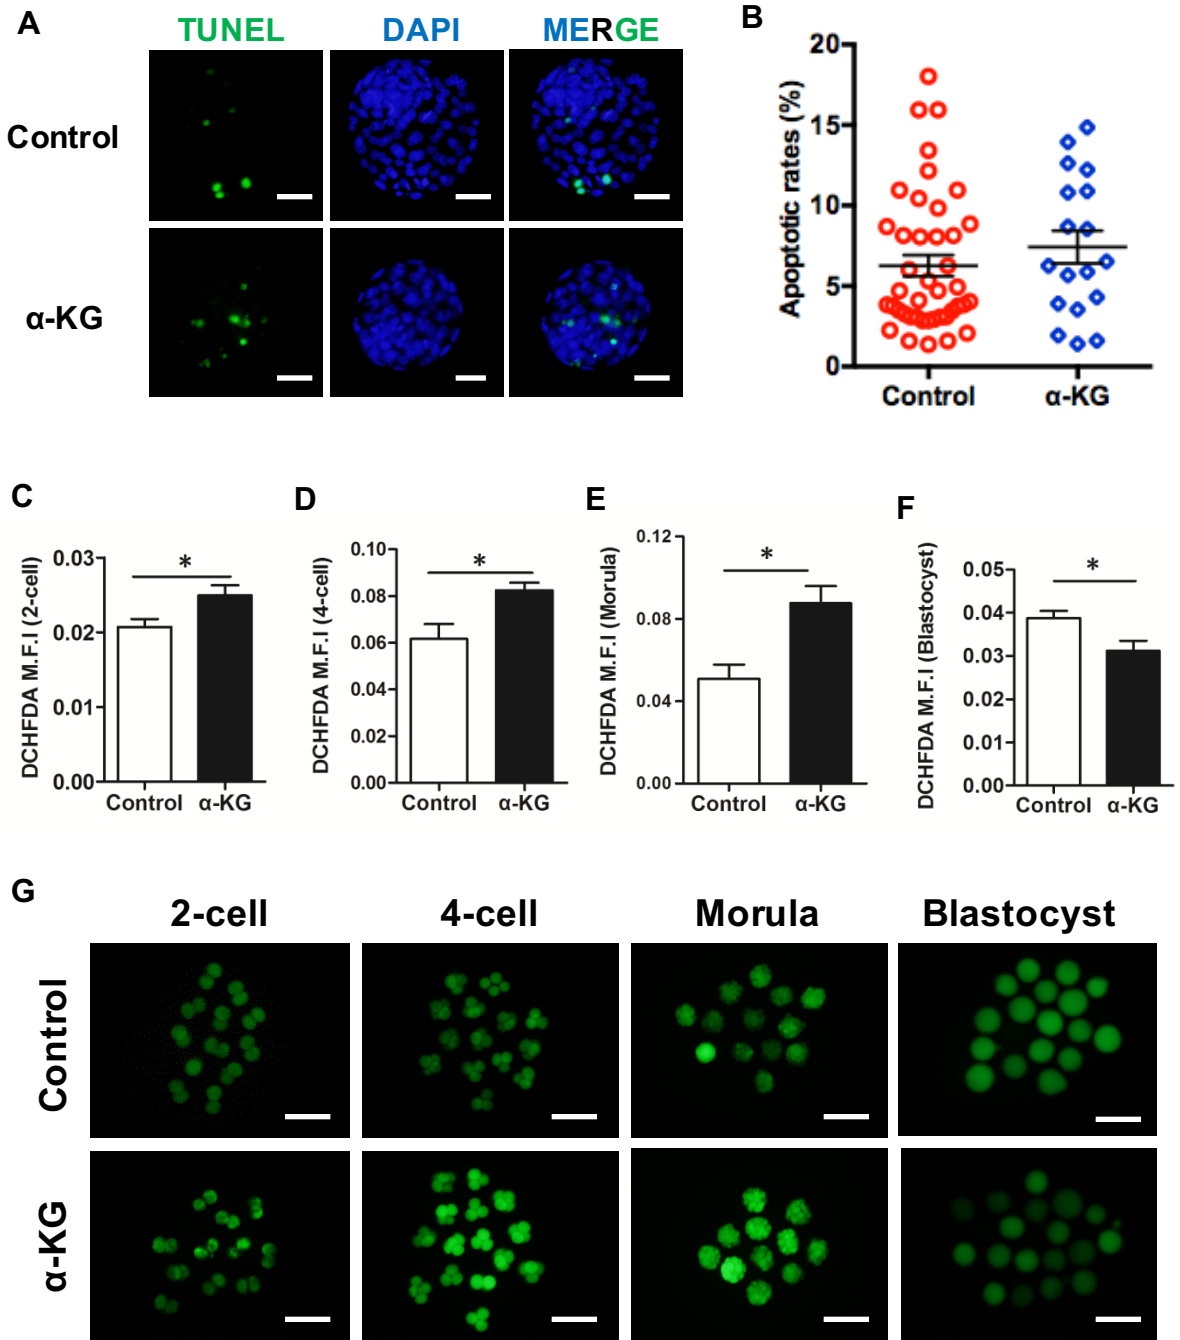 A
TUNEL DAPI MERGE
Control
α-KG
B
Apoptotic rates (%)
20
15
10
5
0
Control α-KG
C
DCHFDA M.F.I (2-cell)
0.03
0.02
0.01
0.00
*
Control α-KG
D
DCHFDA M.F.I (4-cell)
0.10
0.08
0.06
0.04
0.02
0.00
*
Control α-KG
E
DCHFDA M.F.I (Morula)
0.12
0.08
0.04
0.00
*
Control α-KG
F
DCHFDA M.F.I (Blastocyst)
0.05
0.04
0.03
0.02
0.01
0.00
*
Control α-KG
G
2-cell 4-cell Morula Blastocyst
Control
α-KG